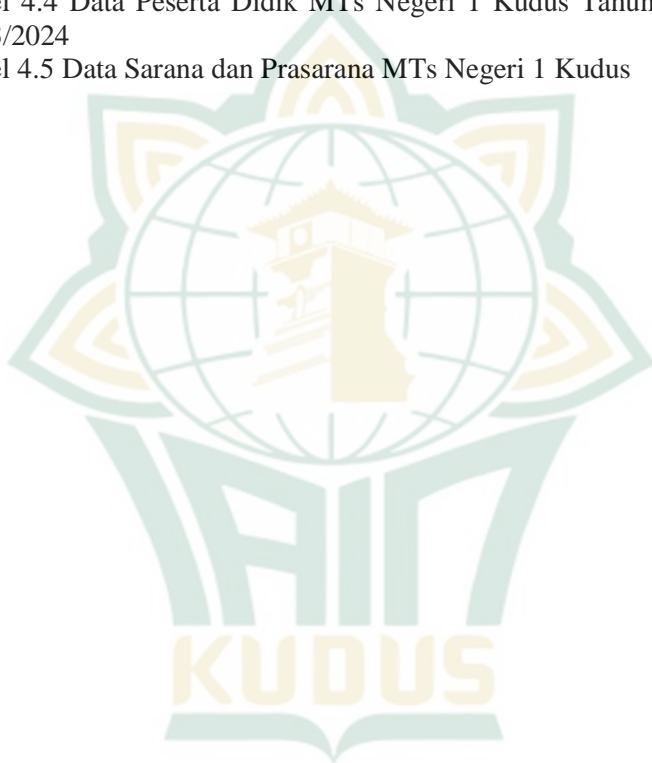 el 4.4 Data Peserta Didik MTs Negeri 1 Kudus Tahun
/2024
el 4.5 Data Sarana dan Prasarana MTs Negeri 1 Kudus
IAIN
KUDUS